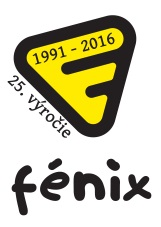 1991 - 2016
25. výročie
fénix